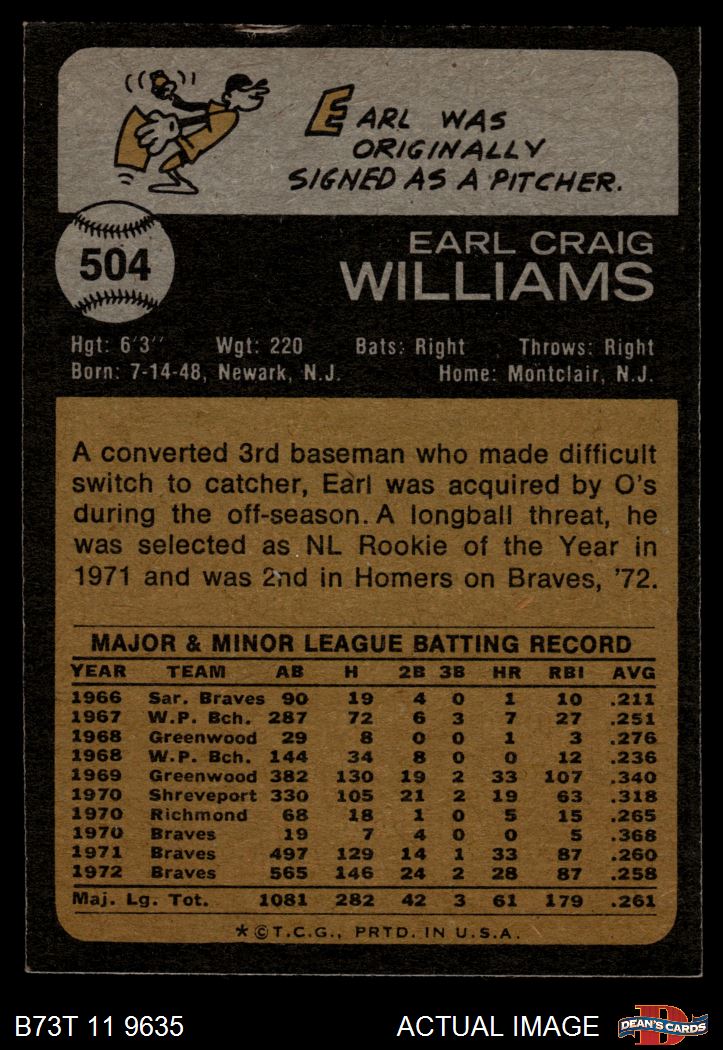 EARL WAS
ORIGINALLY
SIGNED AS A PITCHER.
504
EARL CRAIG
WILLIAMS
Hgt: 6'3" Wgt: 220 Bats: Right Throws: Right
Born: 7-14-48, Newark, N.J. Home: Montclair, N.J.
A converted 3rd baseman who made difficult
switch to catcher, Earl was acquired by O's
during the off-season. A longball threat, he
was selected as NL Rookie of the Year in
1971 and was 2nd in Homers on Braves, '72.
MAJOR & MINOR LEAGUE BATTING RECORD
YEAR TEAM AB H 2B 3B HR RBI AVG
1966 Sar. Braves 90 19 4 0 1 10 .211
1967 W.P. Bch. 287 72 6 3 7 27 .251
1968 Greenwood 29 8 0 0 1 3 .276
1968 W.P. Bch. 144 34 8 0 0 12 .236
1969 Greenwood 382 130 19 2 33 107 .340
1970 Shreveport 330 105 21 2 19 63 .318
1970 Richmond 68 18 1 0 5 15 .265
1970 Braves 19 7 4 0 0 5 .368
1971 Braves 497 129 14 1 33 87 .260
1972 Braves 565 146 24 2 28 87 .258
Maj. Lg. Tot. 1081 282 42 3 61 179 .261
*©T.C.G., PRTD. IN U.S.A.
B73T 11 9635 ACTUAL IMAGE
D
DEAN'S CARDS